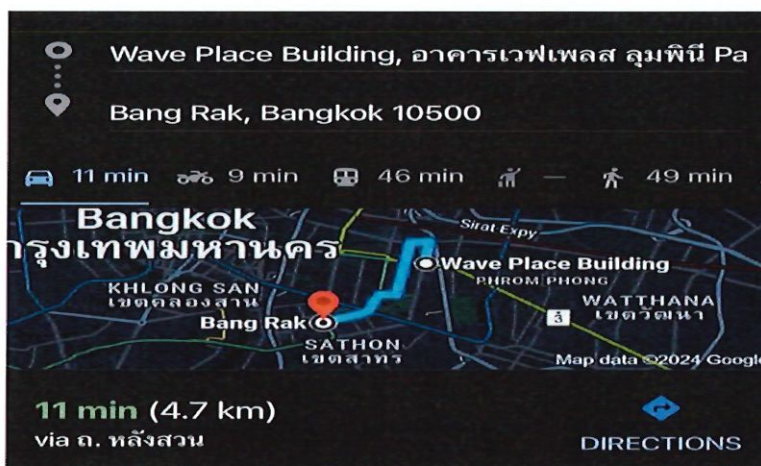 Wave Place Building, อาคารเวฟเพลส ลุมพินี Pa
Bang Rak, Bangkok 10500
11 min 9 min 46 min — 49 min
Bangkok
กรุงเทพมหานคร
Sirat Expy
Wave Place Building
PHROM PHONG
KHLONG SAN
เขตคลองสาน
WATTHANA
เขตวัฒนา
3
Bang Rak
SATHON
เขตสาทร
Map data ©2024 Google
11 min (4.7 km)
via ถ. หลังสวน
DIRECTIONS